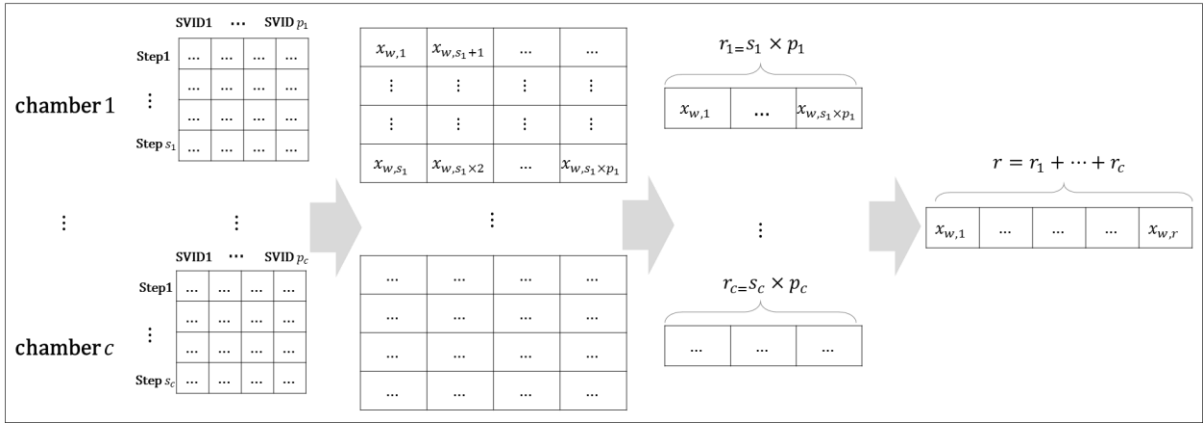 SVID1 ⋯ SVID p₁
Step1 ... ... ... ...
... ... ... ...
chamber 1 ⋮ ... ... ... ...
Step s₁ ... ... ... ...
x_{w,1} x_{w,s₁+1} ... ...
⋮ ⋮ ⋮ ⋮
⋮ ⋮ ⋮ ⋮
x_{w,s₁} x_{w,s₁×2} ... x_{w,s₁×p₁}
r₁₌s₁ × p₁
x_{w,1} ... x_{w,s₁×p₁}
⋮ ⋮ ⋮ ⋮
SVID1 ⋯ SVID p_c
Step1 ... ... ... ...
... ... ... ...
chamber c ⋮ ... ... ... ...
Step s_c ... ... ... ...
... ... ... ...
... ... ... ...
... ... ... ...
... ... ... ...
r_{c=}s_c × p_c
... ... ...
r = r₁ + ⋯ + r_c
x_{w,1} ... ... ... x_{w,r}